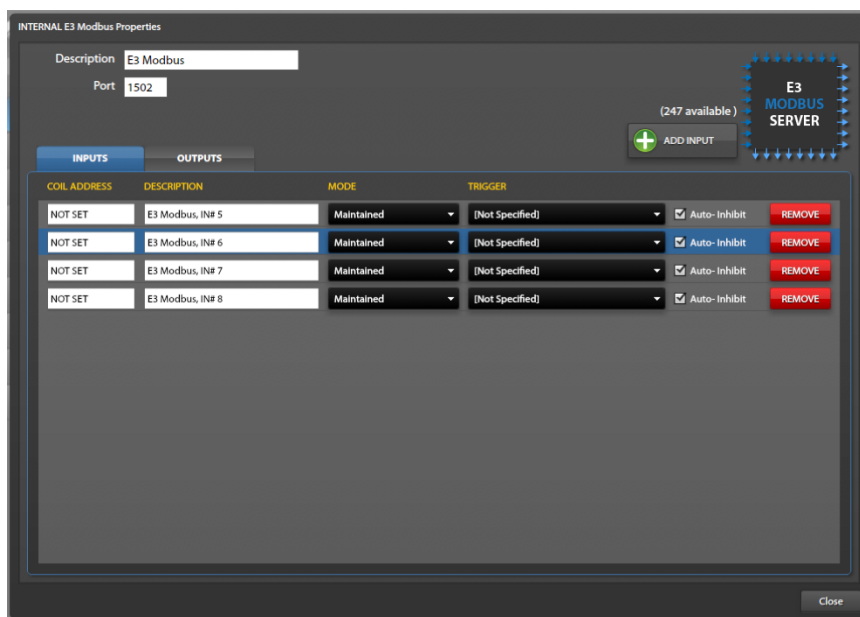 INTERNAL E3 Modbus Properties
Description E3 Modbus
Port 1502
E3
MODBUS
SERVER
(247 available )
ADD INPUT
INPUTS OUTPUTS
COIL ADDRESS DESCRIPTION MODE TRIGGER
NOT SET E3 Modbus, IN# 5 Maintained [Not Specified] Auto- Inhibit REMOVE
NOT SET E3 Modbus, IN# 6 Maintained [Not Specified] Auto- Inhibit REMOVE
NOT SET E3 Modbus, IN# 7 Maintained [Not Specified] Auto- Inhibit REMOVE
NOT SET E3 Modbus, IN# 8 Maintained [Not Specified] Auto- Inhibit REMOVE
Close